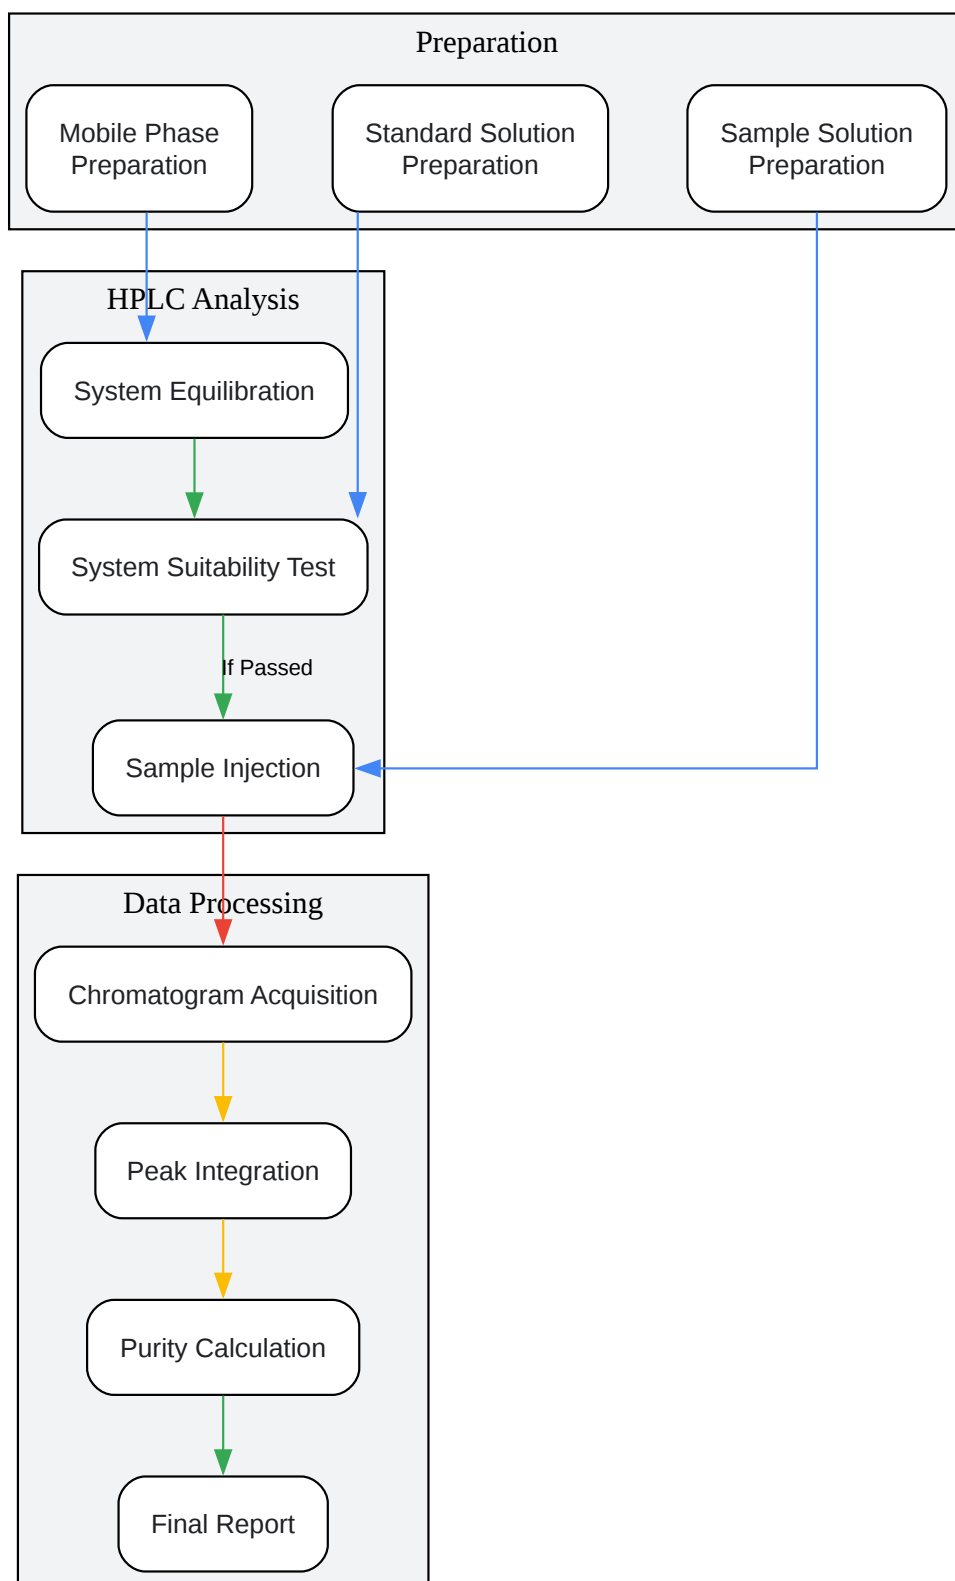 Preparation
Mobile Phase
Preparation
Standard Solution
Preparation
Sample Solution
Preparation
HPLC Analysis
System Equilibration
System Suitability Test
If Passed
Sample Injection
Data Processing
Chromatogram Acquisition
Peak Integration
Purity Calculation
Final Report